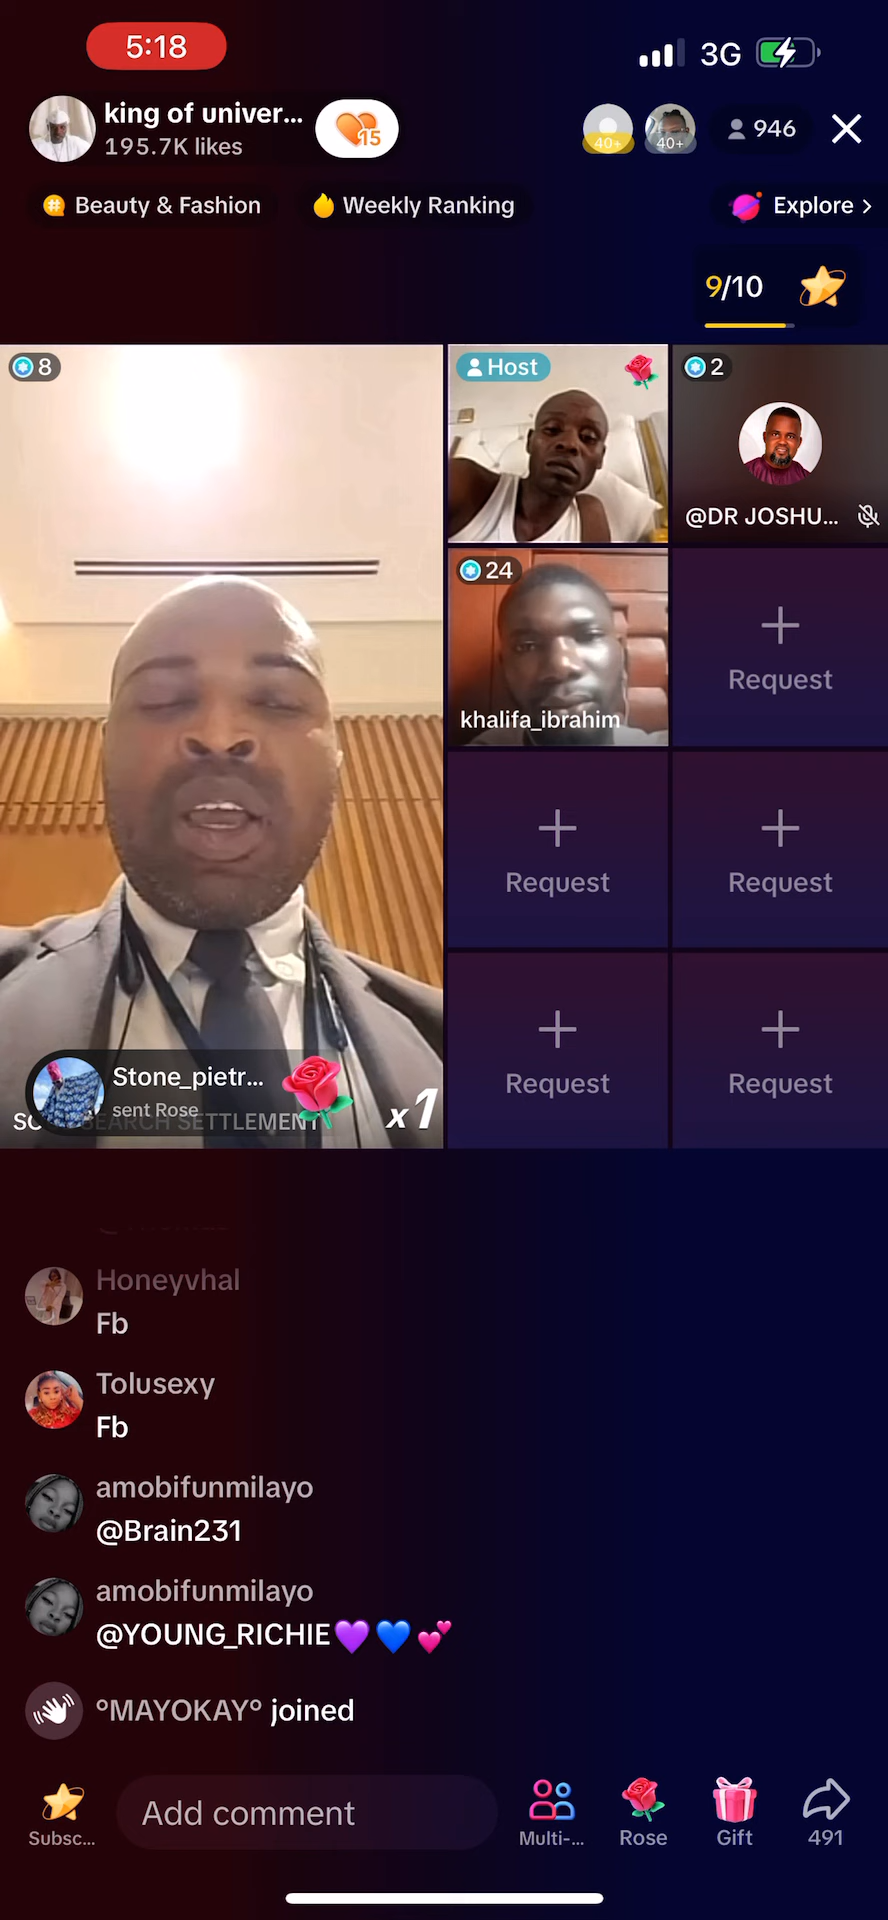 5:18
3G
king of univer...
195.7K likes
15
40+
40+
946
Beauty & Fashion
Weekly Ranking
Explore >
9/10
8
Host
2
@DR JOSHU...
24
khalifa_ibrahim
Request
Request
Request
Request
Request
Stone_pietr...
sent Rose
x1
SEARCH SETTLEMENT
Honeyvhal
Fb
Tolusexy
Fb
amobifunmilayo
@Brain231
amobifunmilayo
@YOUNG_RICHIE💜💙💕
°MAYOKAY° joined
Subsc...
Add comment
Multi-...
Rose
Gift
491